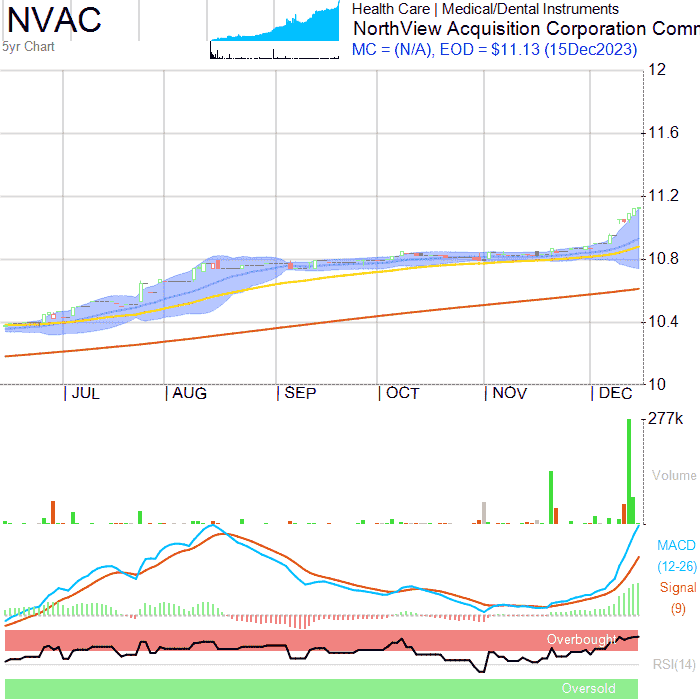 NVAC
5yr Chart
Health Care | Medical/Dental Instruments
NorthView Acquisition Corporation Comr
MC = (N/A), EOD = $11.13 (15Dec2023)
12
11.6
11.2
10.8
10.4
10
JUL AUG SEP OCT NOV DEC
277k
Volume
MACD
(12-26)
Signal
(9)
Overbought
RSI(14)
Oversold